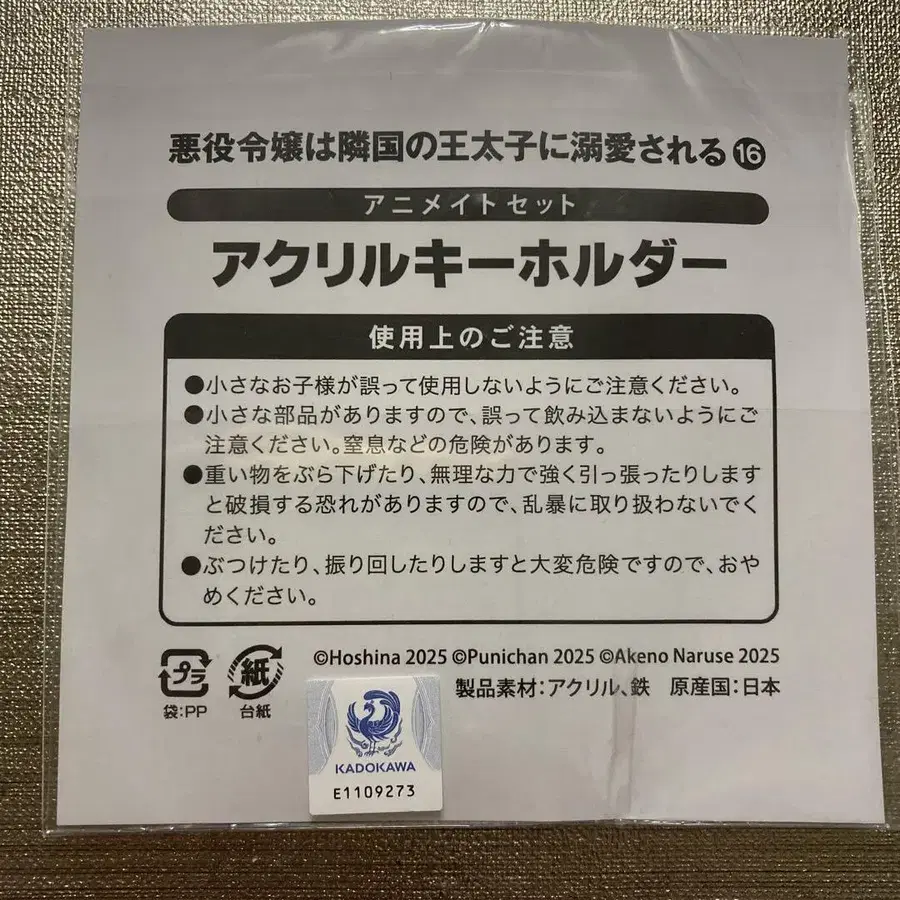 悪役令嬢は隣国の王太子に溺愛される⑯
アニメイトセット
アクリルキーホルダー
使用上のご注意
●小さなお子様が誤って使用しないようにご注意ください。
●小さな部品がありますので、誤って飲み込まないようにご
注意ください。窒息などの危険があります。
●重い物をぶら下げたり、無理な力で強く引っ張ったりします
と破損する恐れがありますので、乱暴に取り扱わないでく
ださい。
●ぶつけたり、振り回したりしますと大変危険ですので、おや
めください。
©Hoshina 2025 ©Punichan 2025 ©Akeno Naruse 2025
製品素材：アクリル、鉄 原産国：日本
プラ
紙
袋：PP
台紙
KADOKAWA
E1109273